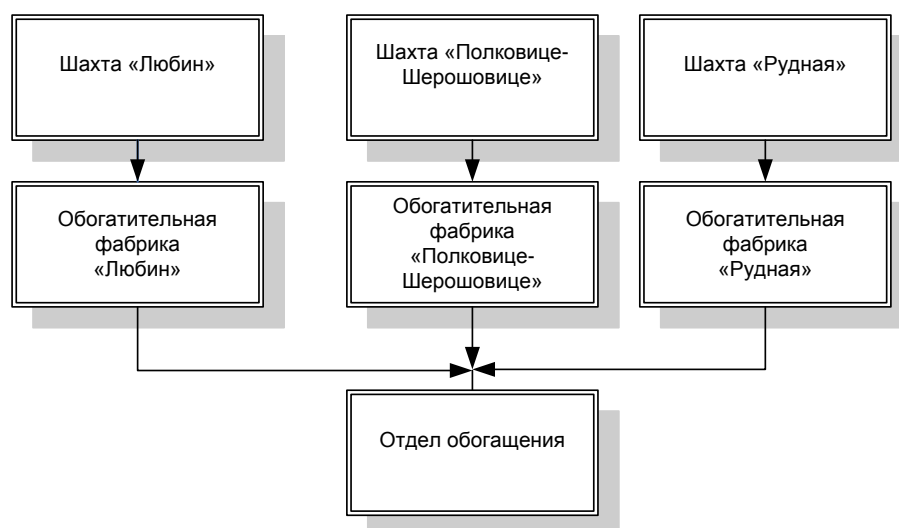 Шахта «Любин»
Шахта «Полковице-
Шерошовице»
Шахта «Рудная»
Обогатительная
фабрика
«Любин»
Обогатительная
фабрика
«Полковице-
Шерошовице»
Обогатительная
фабрика
«Рудная»
Отдел обогащения